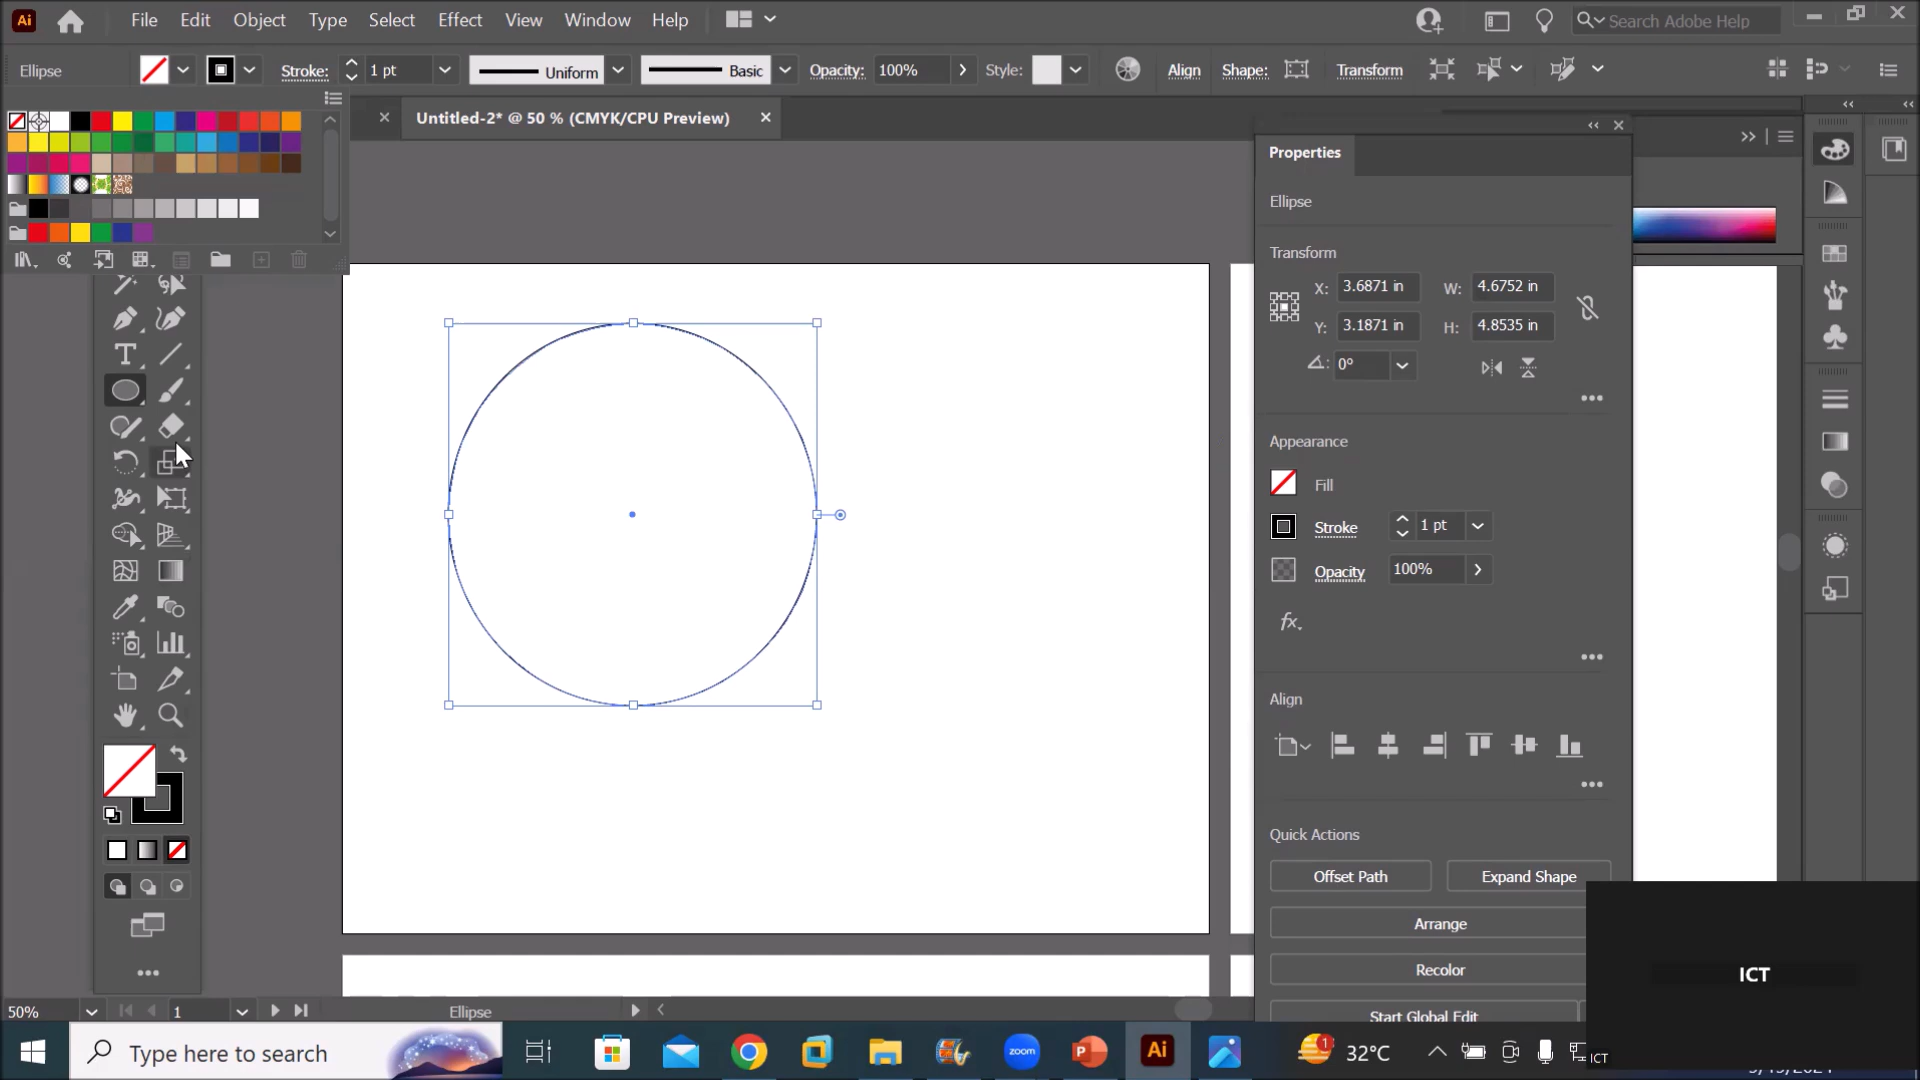 Ai File Edit Object Type Select Effect View Window Help Search Adobe Help
Ellipse Stroke: 1 pt Uniform Basic Opacity: 100% Style: Align Shape: Transform
Untitled-2* @ 50 % (CMYK/CPU Preview)
Properties
Ellipse
Transform
X: 3.6871 in W: 4.6752 in
Y: 3.1871 in H: 4.8535 in
0°
Appearance
Fill
Stroke 1 pt
Opacity 100%
fx.
Align
Quick Actions
Offset Path Expand Shape
Arrange
Recolor
Start Global Edit
ICT
50% 1 Ellipse
Type here to search zoom P Ai 1 32°C ICT